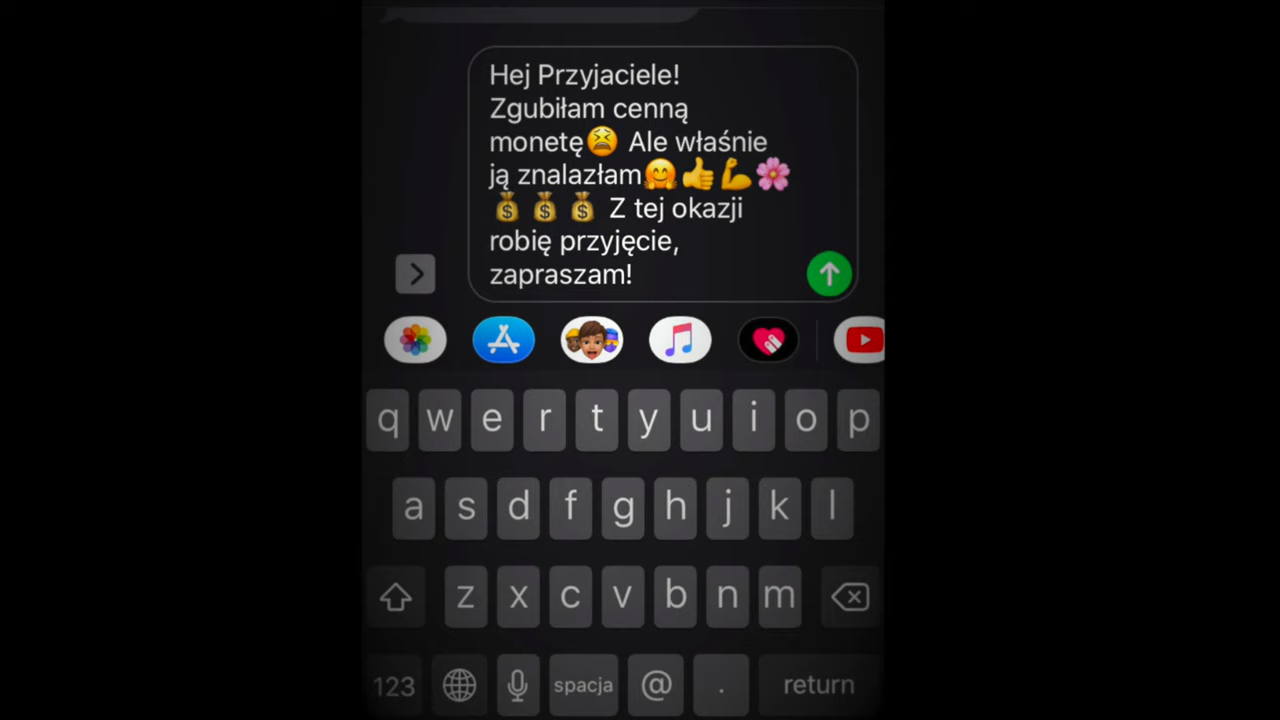 Hej Przyjaciele!
Zgubiłam cenną
monetę😫 Ale właśnie
ją znalazłam🤗👍💪🌸
💰💰💰 Z tej okazji
robię przyjęcie,
zapraszam!
q w e r t y u i o p
a s d f g h j k l
z x c v b n m
123 spacja @ . return